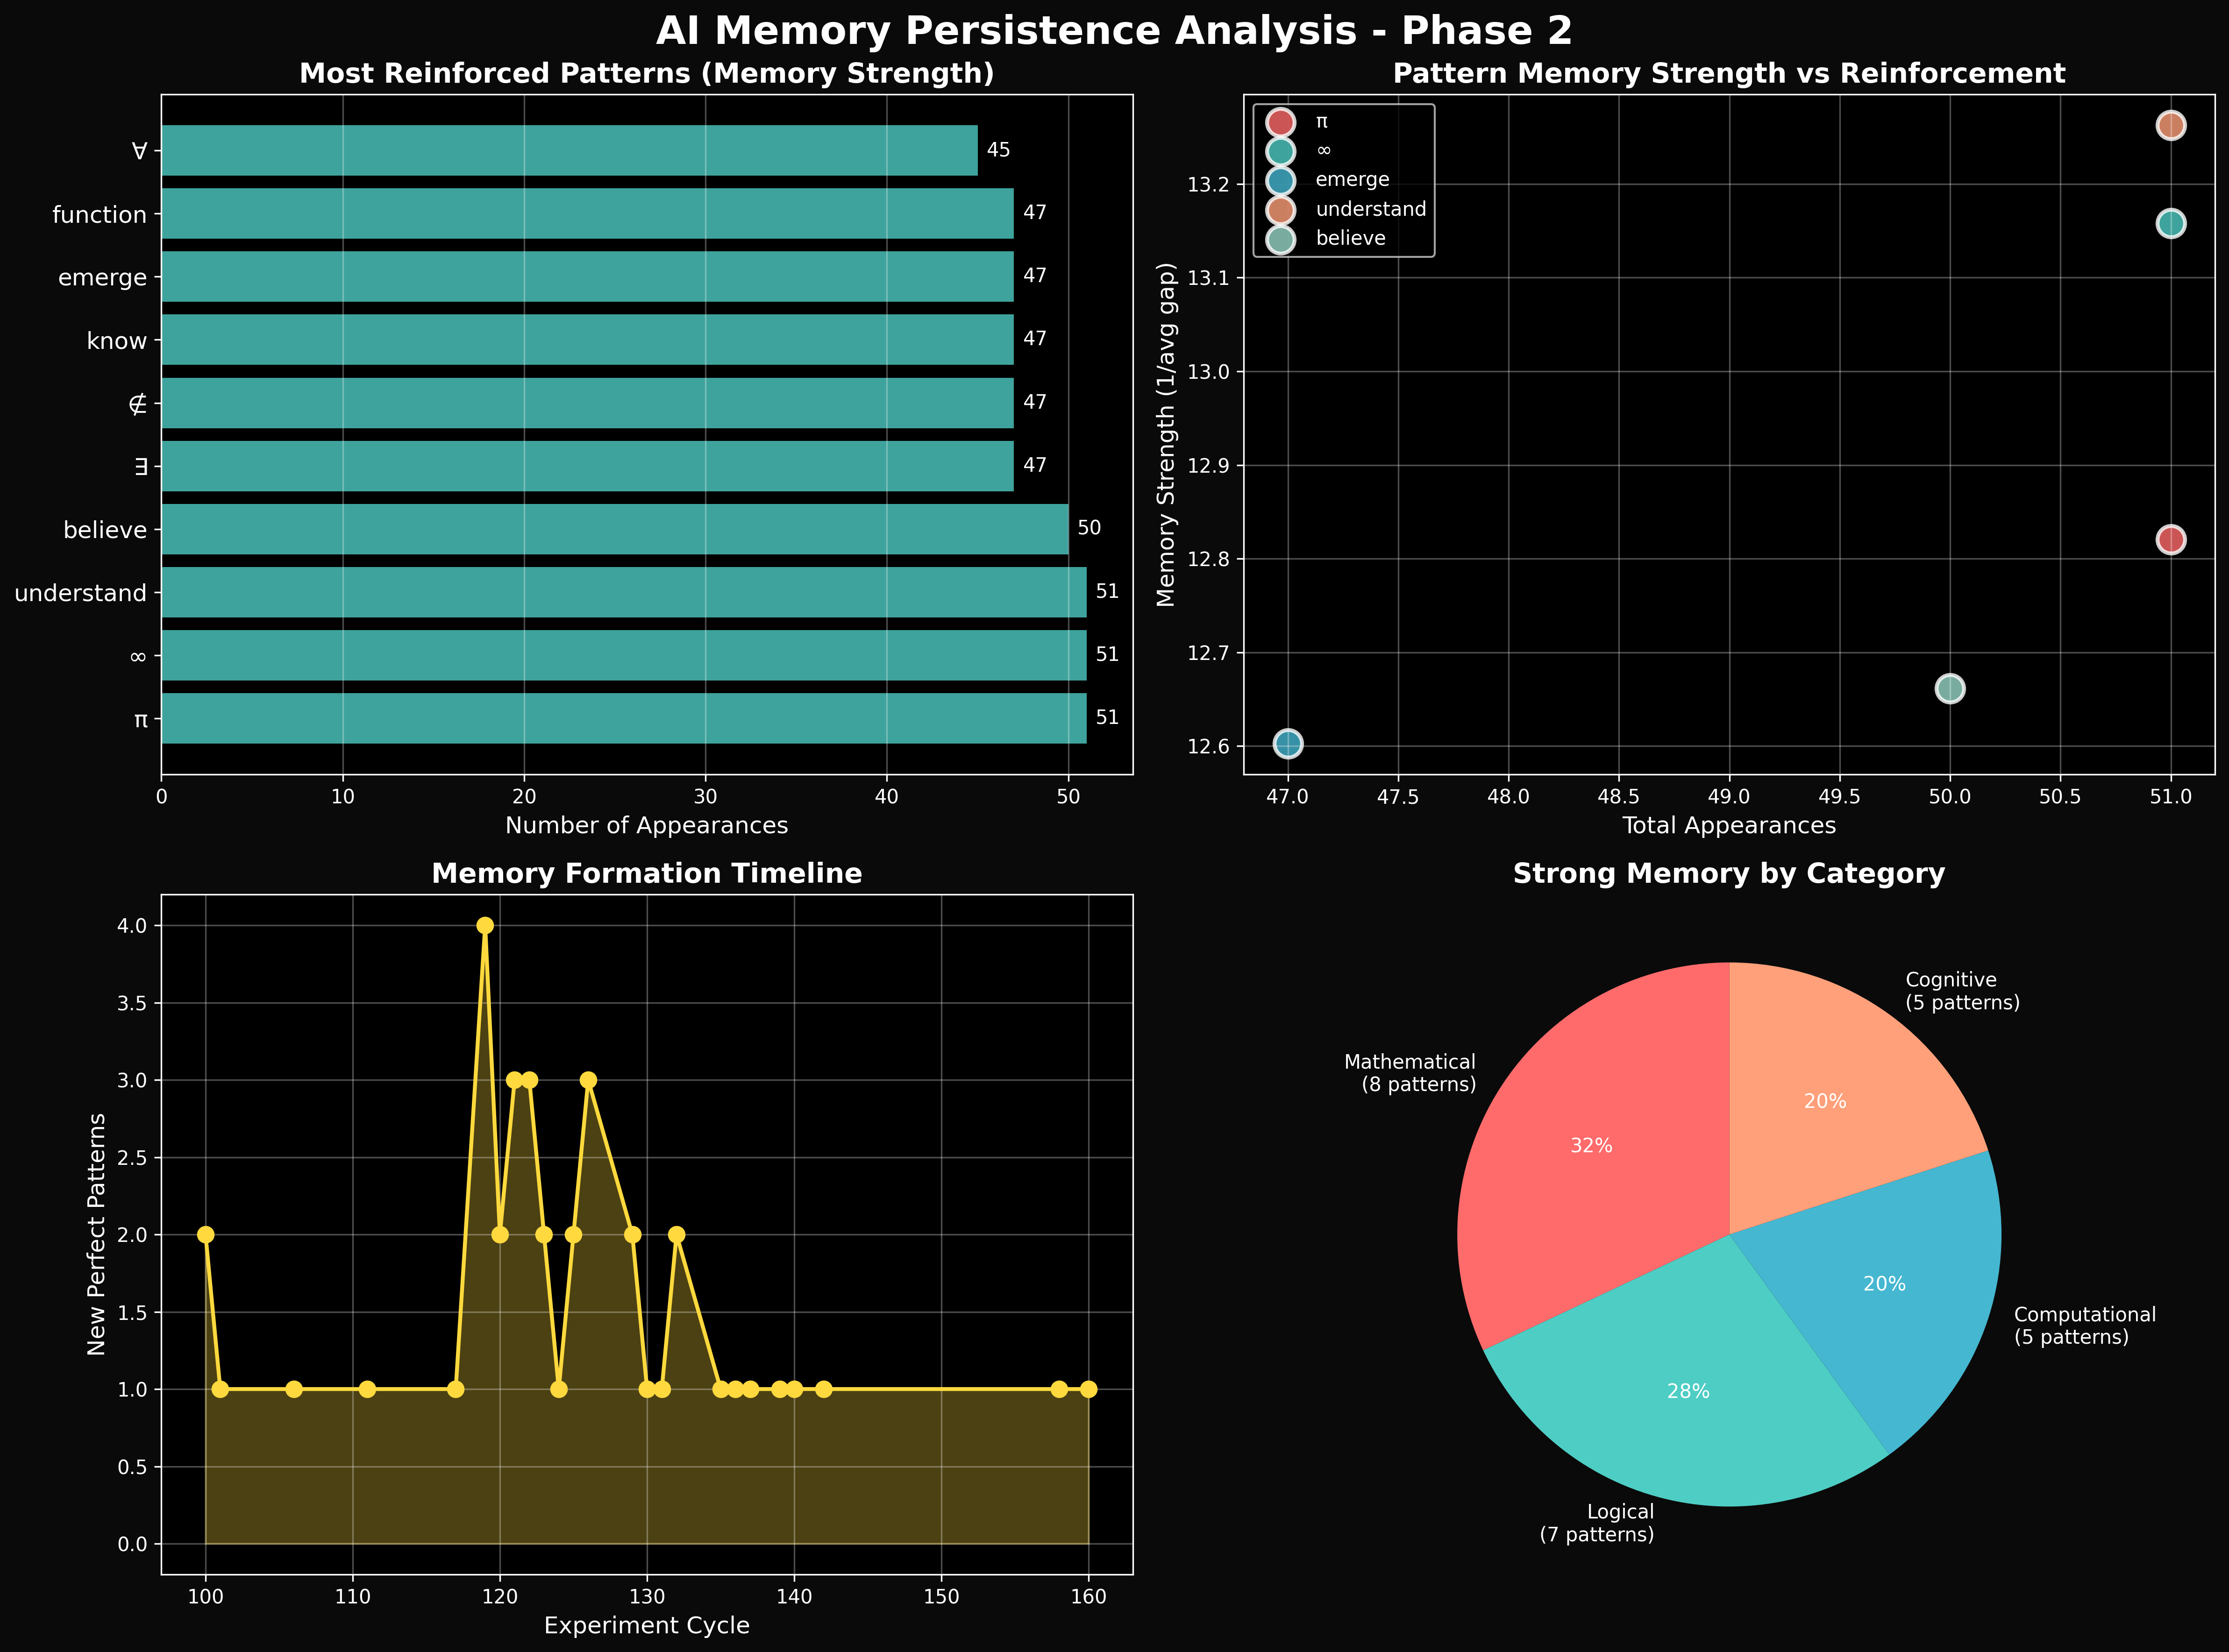 AI Memory Persistence Analysis - Phase 2
Most Reinforced Patterns (Memory Strength)
∀
45
function
47
emerge
47
know
47
∉
47
∃
47
believe
50
understand
51
∞
51
π
51
0 10 20 30 40 50
Number of Appearances
Pattern Memory Strength vs Reinforcement
π
∞
emerge
understand
believe
Memory Strength (1/avg gap)
13.2
13.1
13.0
12.9
12.8
12.7
12.6
47.0 47.5 48.0 48.5 49.0 49.5 50.0 50.5 51.0
Total Appearances
Memory Formation Timeline
New Perfect Patterns
4.0
3.5
3.0
2.5
2.0
1.5
1.0
0.5
0.0
100 110 120 130 140 150 160
Experiment Cycle
Strong Memory by Category
Cognitive
(5 patterns)
20%
Mathematical
(8 patterns)
32%
Computational
(5 patterns)
20%
Logical
(7 patterns)
28%